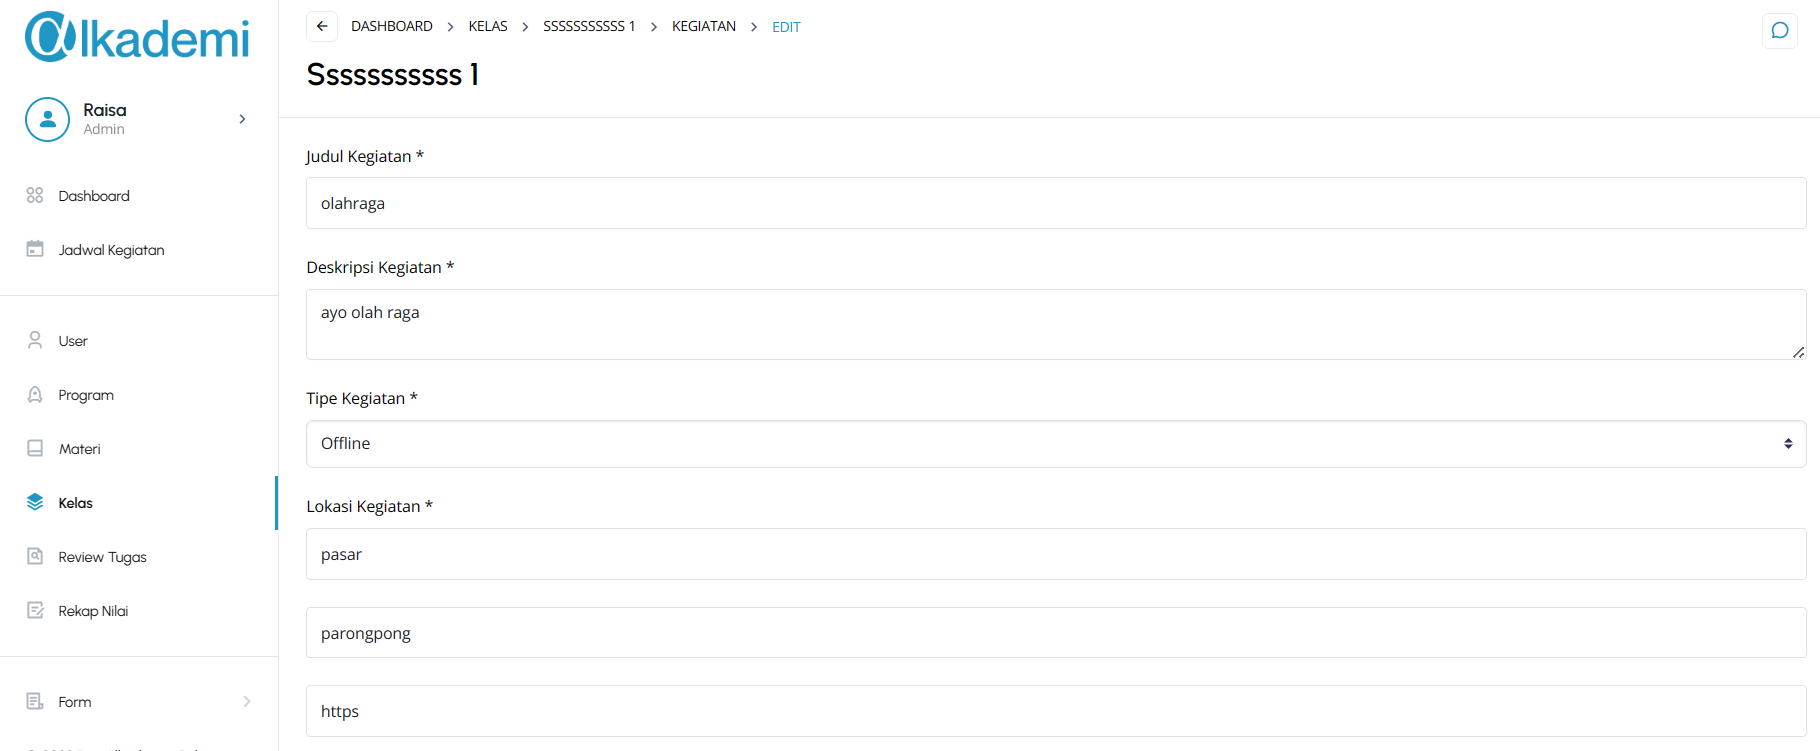 @lkademi
Raisa
Admin
Dashboard
Jadwal Kegiatan
User
Program
Materi
Kelas
Review Tugas
Rekap Nilai
Form
DASHBOARD > KELAS > SSSSSSSSSSS 1 > KEGIATAN > EDIT
Sssssssssss 1
Judul Kegiatan *
olahraga
Deskripsi Kegiatan *
ayo olah raga
Tipe Kegiatan *
Offline
Lokasi Kegiatan *
pasar
parongpong
https